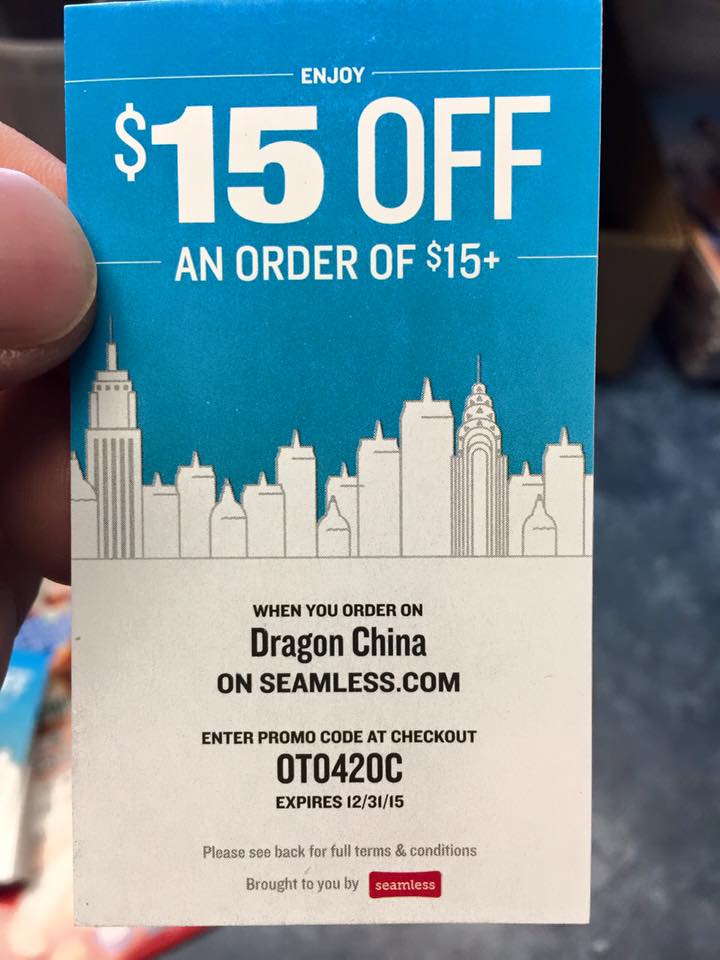 ENJOY
$15 OFF
AN ORDER OF $15+
WHEN YOU ORDER ON
Dragon China
ON SEAMLESS.COM
ENTER PROMO CODE AT CHECKOUT
OTO420C
EXPIRES 12/31/15
Please see back for full terms & conditions
Brought to you by seamless